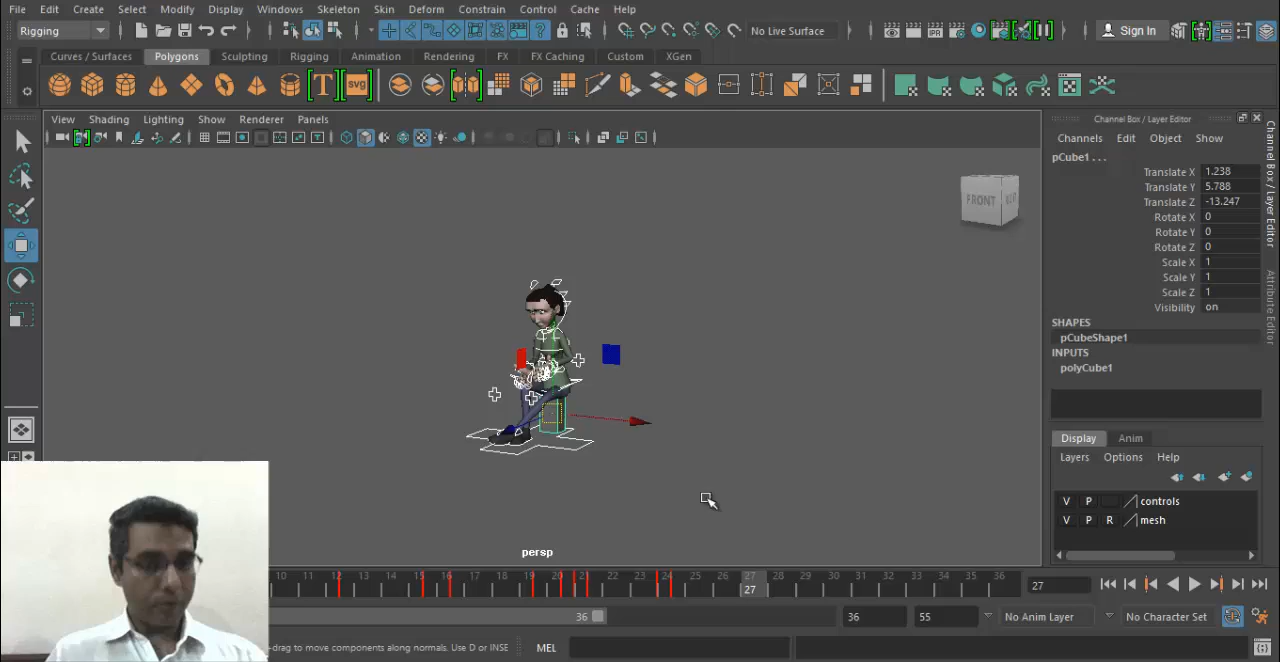 File Edit Create Select Modify Display Windows Skeleton Skin Deform Constrain Control Cache Help
Rigging No Live Surface Sign In
Curves / Surfaces Polygons Sculpting Rigging Animation Rendering FX FX Caching Custom XGen
T svg
Channel Box / Layer Editor
View Shading Lighting Show Renderer Panels
Channels Edit Object Show
pCube1 . . .
Translate X 1.238
Translate Y 5.788
Translate Z -13.247
Rotate X 0
Rotate Y 0
Rotate Z 0
Scale X 1
Scale Y 1
Scale Z 1
Visibility on
SHAPES
pCubeShape1
INPUTS
polyCube1
FRONT
Channel Box / Layer Editor
Attribute Editor
Display Anim
Layers Options Help
V P controls
V P R mesh
persp
10 11 12 13 14 15 16 17 18 19 20 21 22 23 24 25 26 27 28 29 30 31 32 33 34 35 36
27 27
36 36 55 No Anim Layer No Character Set
-drag to move components along normals. Use D or INSE MEL